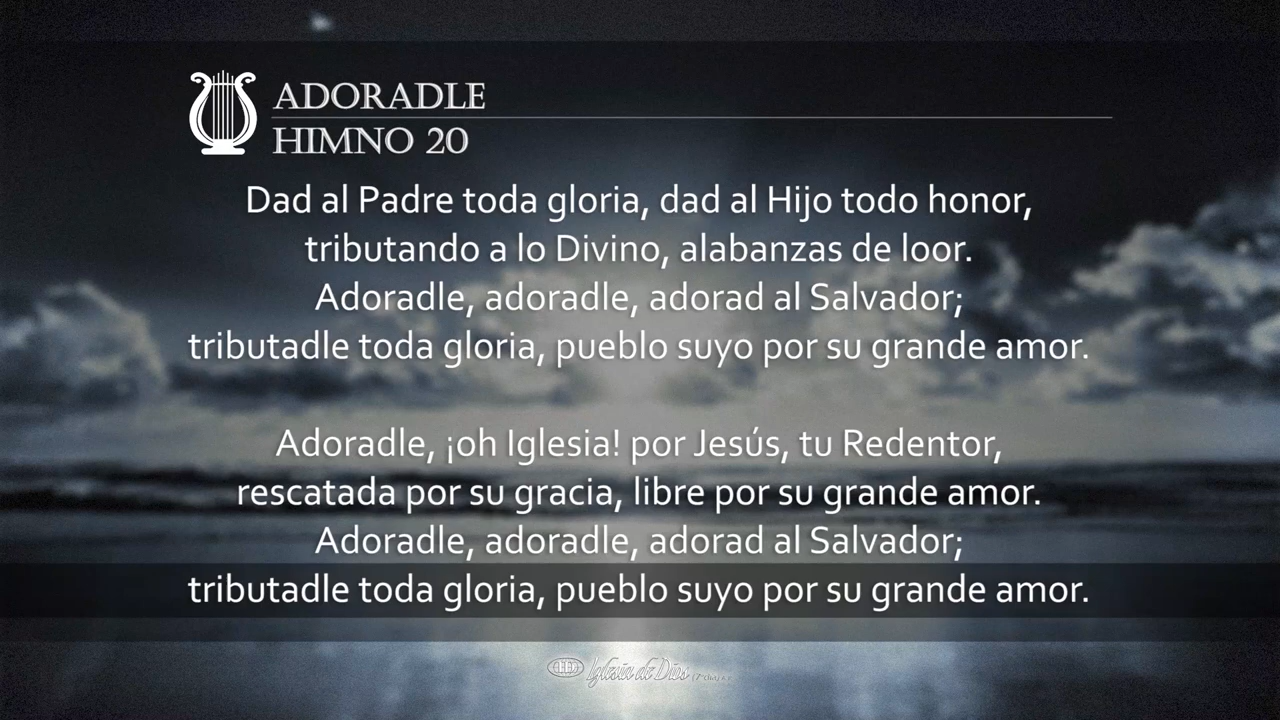 ADORADLE
HIMNO 20
Dad al Padre toda gloria, dad al Hijo todo honor,
tributando a lo Divino, alabanzas de loor.
Adoradle, adoradle, adorad al Salvador;
tributadle toda gloria, pueblo suyo por su grande amor.
Adoradle, ¡oh Iglesia! por Jesús, tu Redentor,
rescatada por su gracia, libre por su grande amor.
Adoradle, adoradle, adorad al Salvador;
tributadle toda gloria, pueblo suyo por su grande amor.
Iglesia de Dios